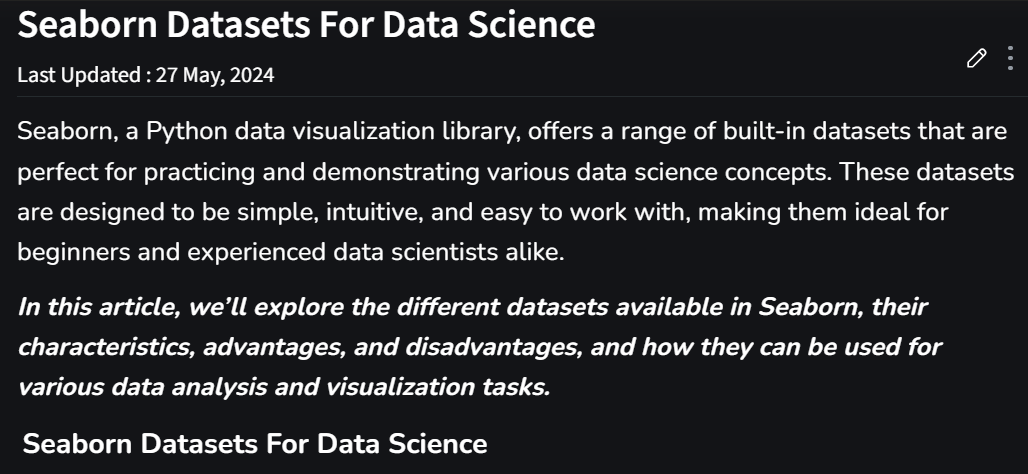 Seaborn Datasets For Data Science
Last Updated : 27 May, 2024
Seaborn, a Python data visualization library, offers a range of built-in datasets that are
perfect for practicing and demonstrating various data science concepts. These datasets
are designed to be simple, intuitive, and easy to work with, making them ideal for
beginners and experienced data scientists alike.
In this article, we’ll explore the different datasets available in Seaborn, their
characteristics, advantages, and disadvantages, and how they can be used for
various data analysis and visualization tasks.
Seaborn Datasets For Data Science